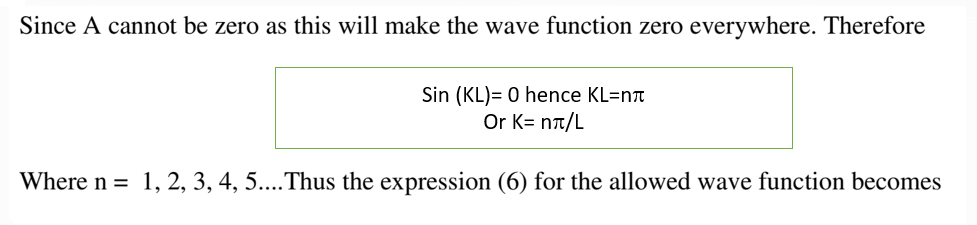 Since A cannot be zero as this will make the wave function zero everywhere. Therefore
Sin (KL)= 0 hence KL=nπ
Or K= nπ/L
Where n =  1, 2, 3, 4, 5....Thus the expression (6) for the allowed wave function becomes